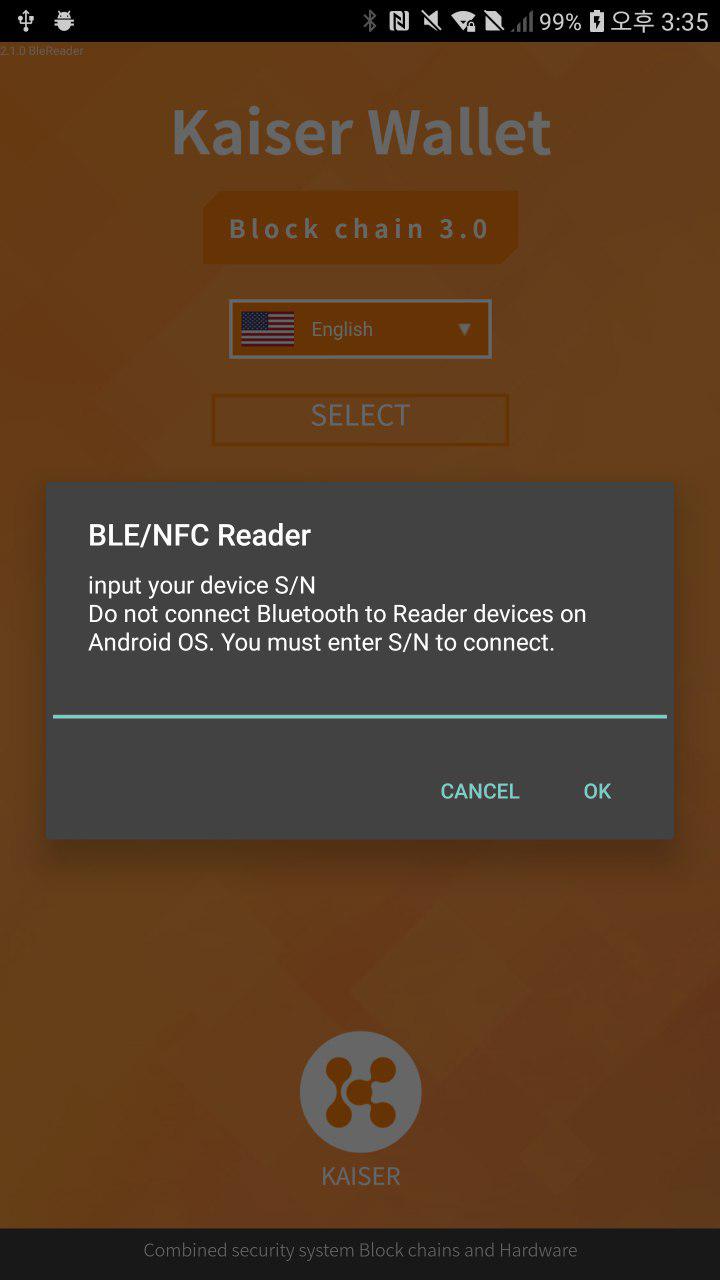 99% 오후 3:35
2.1.0 BleReader
Kaiser Wallet
Block chain 3.0
English
SELECT
BLE/NFC Reader
input your device S/N
Do not connect Bluetooth to Reader devices on
Android OS. You must enter S/N to connect.
CANCEL OK
KAISER
Combined security system Block chains and Hardware